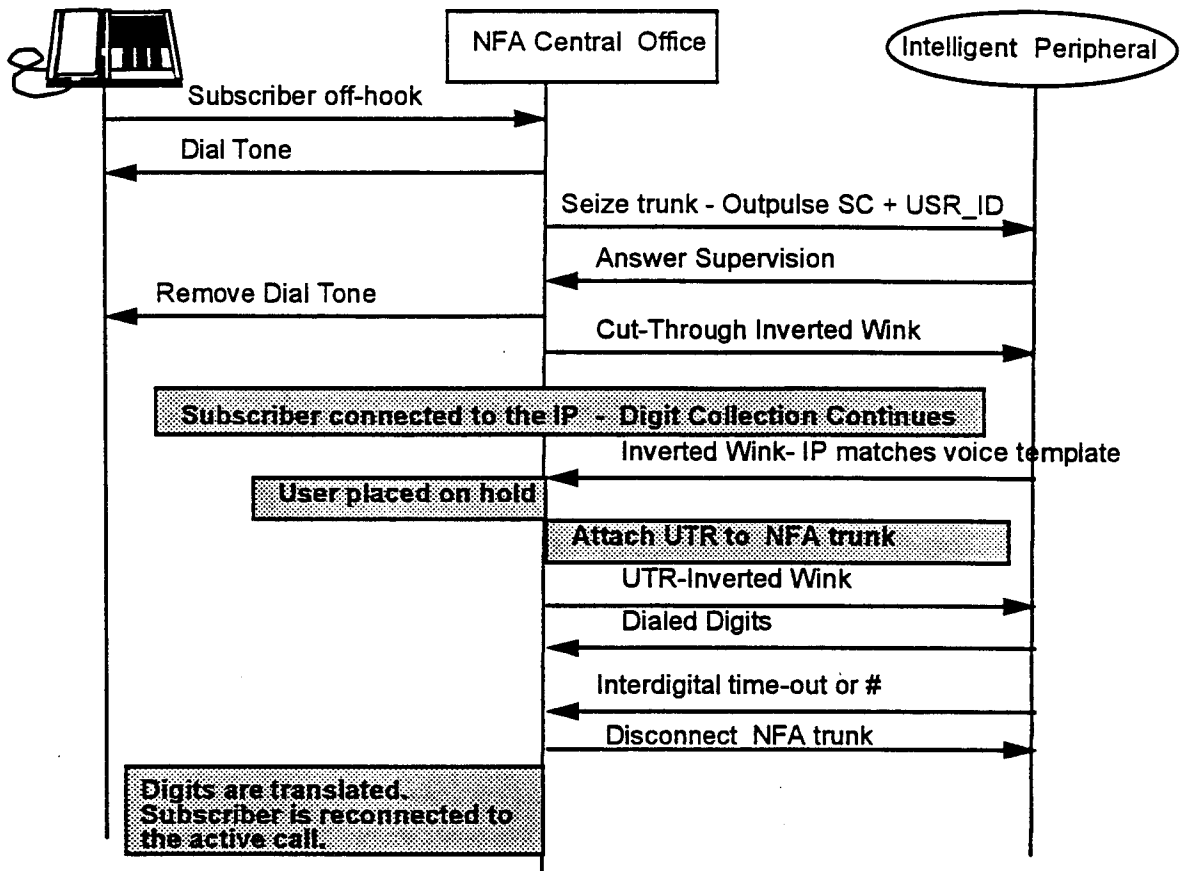 NFA Central Office
Intelligent Peripheral
Subscriber off-hook
Dial Tone
Seize trunk - Outpulse SC + USR_ID
Answer Supervision
Remove Dial Tone
Cut-Through Inverted Wink
Subscriber connected to the IP - Digit Collection Continues
Inverted Wink- IP matches voice template
User placed on hold
Attach UTR to NFA trunk
UTR-Inverted Wink
Dialed Digits
Interdigital time-out or #
Disconnect NFA trunk
Digits are translated.
Subscriber is reconnected to
the active call.